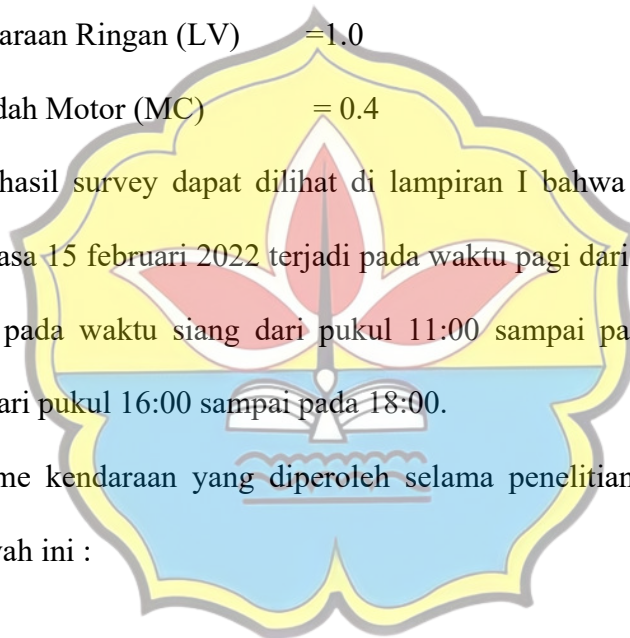 araan Ringan (LV) =1.0
dah Motor (MC) = 0.4
hasil survey dapat dilihat di lampiran I bahwa
asa 15 februari 2022 terjadi pada waktu pagi dari
pada waktu siang dari pukul 11:00 sampai pa
ari pukul 16:00 sampai pada 18:00.
me kendaraan yang diperoleh selama penelitian
ah ini :